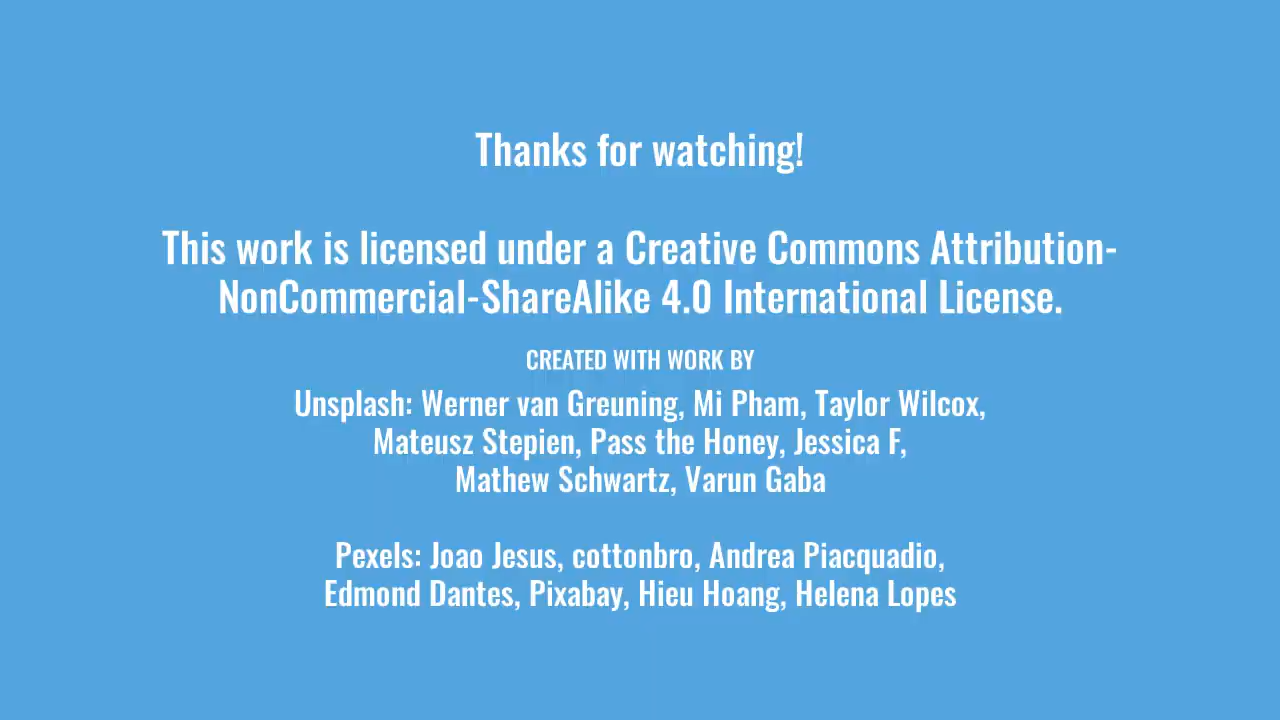 Thanks for watching!
This work is licensed under a Creative Commons Attribution-
NonCommercial-ShareAlike 4.0 International License.
CREATED WITH WORK BY
Unsplash: Werner van Greuning, Mi Pham, Taylor Wilcox,
Mateusz Stepien, Pass the Honey, Jessica F,
Mathew Schwartz, Varun Gaba
Pexels: Joao Jesus, cottonbro, Andrea Piacquadio,
Edmond Dantes, Pixabay, Hieu Hoang, Helena Lopes